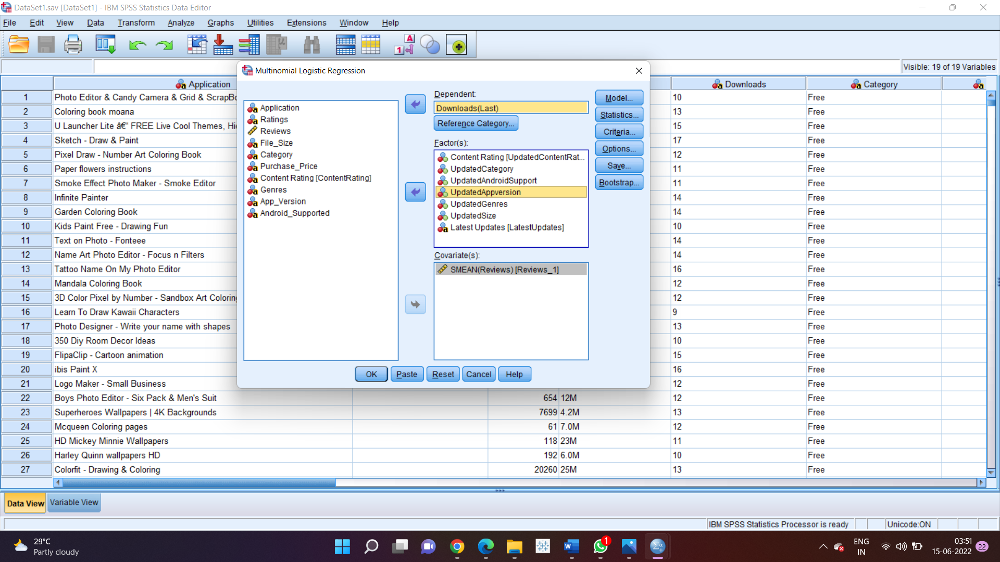 DataSet1.sav [DataSet1] - IBM SPSS Statistics Data Editor
File Edit View Data Transform Analyze Graphs Utilities Extensions Window Help
Visible: 19 of 19 Variables
Application Downloads Category
1 Photo Editor & Candy Camera & Grid & ScrapBo 10 Free
2 Coloring book moana 13 Free
3 U Launcher Lite â€“ FREE Live Cool Themes, Hi 15 Free
4 Sketch - Draw & Paint 17 Free
5 Pixel Draw - Number Art Coloring Book 12 Free
6 Paper flowers instructions 11 Free
7 Smoke Effect Photo Maker - Smoke Editor 11 Free
8 Infinite Painter 14 Free
9 Garden Coloring Book 14 Free
10 Kids Paint Free - Drawing Fun 10 Free
11 Text on Photo - Fonteee 14 Free
12 Name Art Photo Editor - Focus n Filters 14 Free
13 Tattoo Name On My Photo Editor 16 Free
14 Mandala Coloring Book 12 Free
15 3D Color Pixel by Number - Sandbox Art Coloring 12 Free
16 Learn To Draw Kawaii Characters 9 Free
17 Photo Designer - Write your name with shapes 13 Free
18 350 Diy Room Decor Ideas 10 Free
19 FlipaClip - Cartoon animation 15 Free
20 ibis Paint X 16 Free
21 Logo Maker - Small Business 12 Free
22 Boys Photo Editor - Six Pack & Men's Suit 654 12M 12 Free
23 Superheroes Wallpapers | 4K Backgrounds 7699 4.2M 13 Free
24 Mcqueen Coloring pages 61 7.0M 12 Free
25 HD Mickey Minnie Wallpapers 118 23M 11 Free
26 Harley Quinn wallpapers HD 192 6.0M 10 Free
27 Colorfit - Drawing & Coloring 20260 25M 13 Free
Multinomial Logistic Regression
Application
Ratings
Reviews
File_Size
Category
Purchase_Price
Content Rating [ContentRating]
Genres
App_Version
Android_Supported
Dependent:
Downloads(Last)
Reference Category...
Factor(s):
Content Rating [UpdatedContentRat...
UpdatedCategory
UpdatedAndroidSupport
UpdatedAppversion
UpdatedGenres
UpdatedSize
Latest Updates [LatestUpdates]
Covariate(s):
SMEAN(Reviews) [Reviews_1]
Model...
Statistics...
Criteria...
Options...
Save...
Bootstrap...
OK Paste Reset Cancel Help
Data View Variable View
IBM SPSS Statistics Processor is ready Unicode:ON
29°C
Partly cloudy
1
ENG
IN
03:51
15-06-2022
22